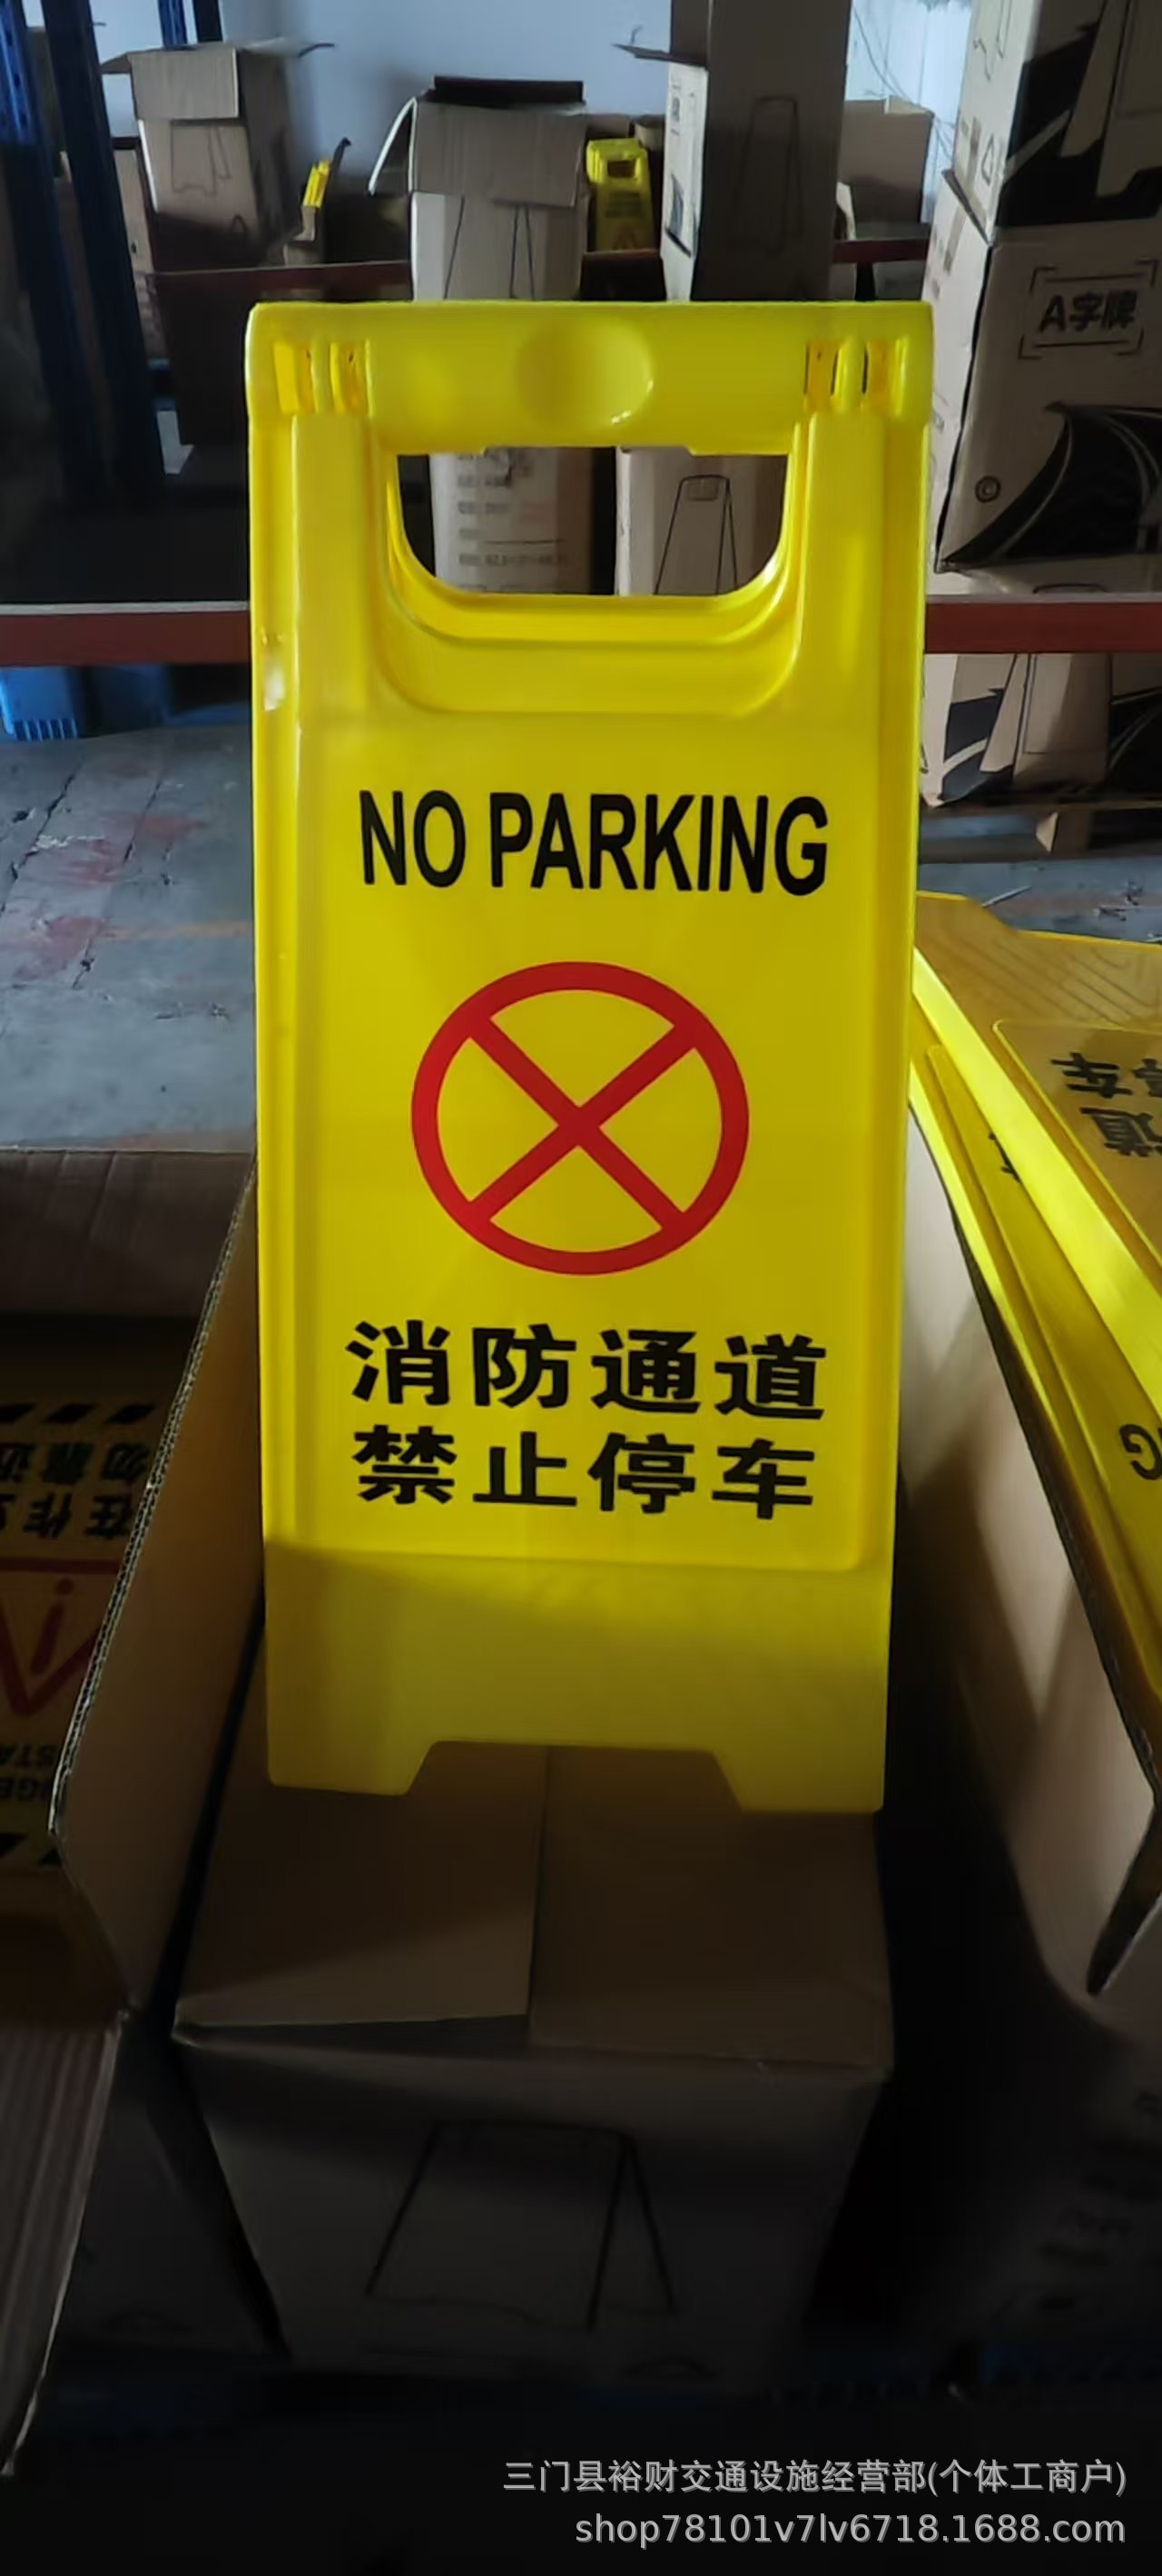 A字牌
NO PARKING
消防通道
禁止停车
三门县裕财交通设施经营部(个体工商户)
shop78101v7lv6718.1688.com